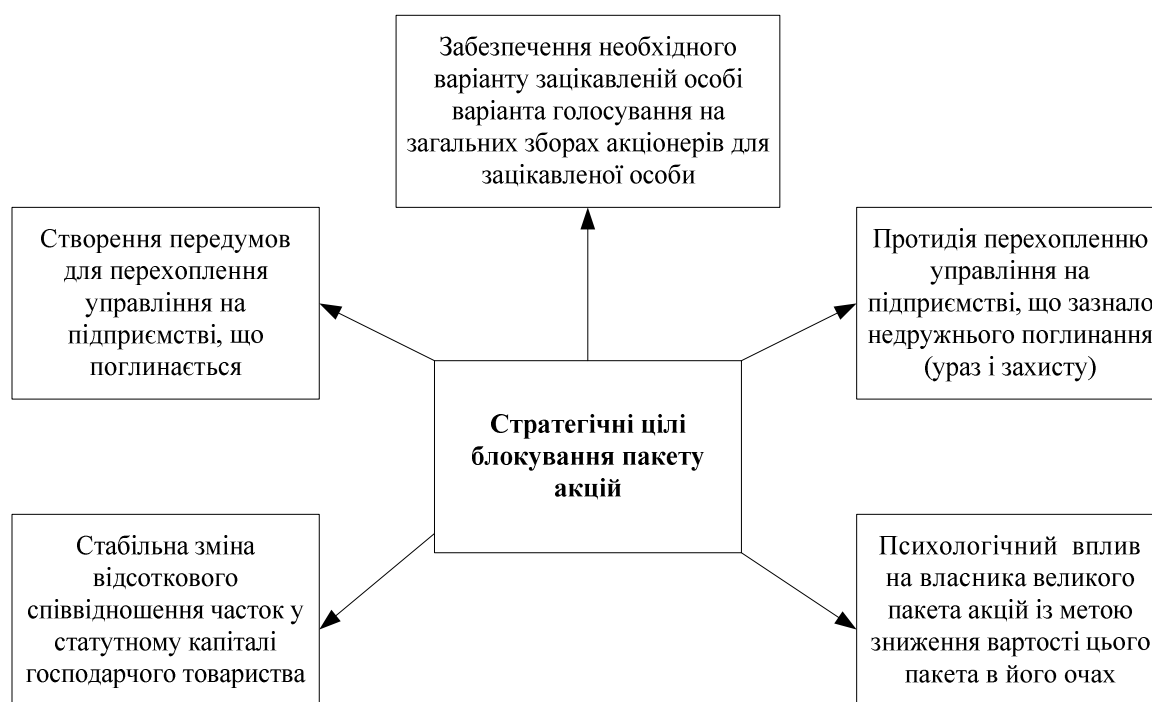 Забезпечення необхідного
варіанту зацікавленій особі
варіанта голосування на
загальних зборах акціонерів для
зацікавленої особи
Створення передумов
для перехоплення
управління на
підприємстві, що
поглинається
Протидія перехопленню
управління на
підприємстві, що зазнало
недружнього поглинання
(ураз і захисту)
Стратегічні цілі
блокування пакету
акцій
Стабільна зміна
відсоткового
співвідношення часток у
статутному капіталі
господарчого товариства
Психологічний вплив
на власника великого
пакета акцій із метою
зниження вартості цього
пакета в його очах